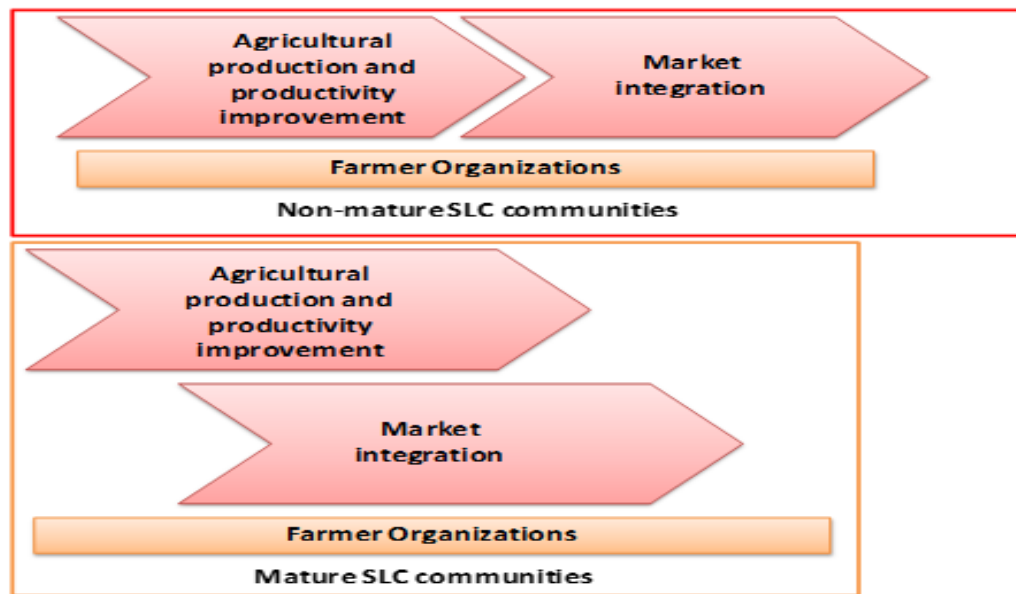 Agricultural
production and
productivity
improvement
Market
integration
Farmer Organizations
Non-mature SLC communities
Agricultural
production and
productivity
improvement
Market
integration
Farmer Organizations
Mature SLC communities